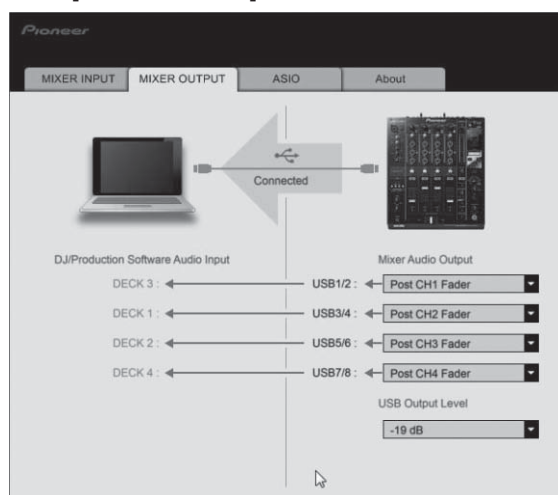 Pioneer
MIXER INPUT MIXER OUTPUT ASIO About
Connected
DJ/Production Software Audio Input Mixer Audio Output
DECK 3 : USB1/2 : Post CH1 Fader
DECK 1 : USB3/4 : Post CH2 Fader
DECK 2 : USB5/6 : Post CH3 Fader
DECK 4 : USB7/8 : Post CH4 Fader
USB Output Level
-19 dB